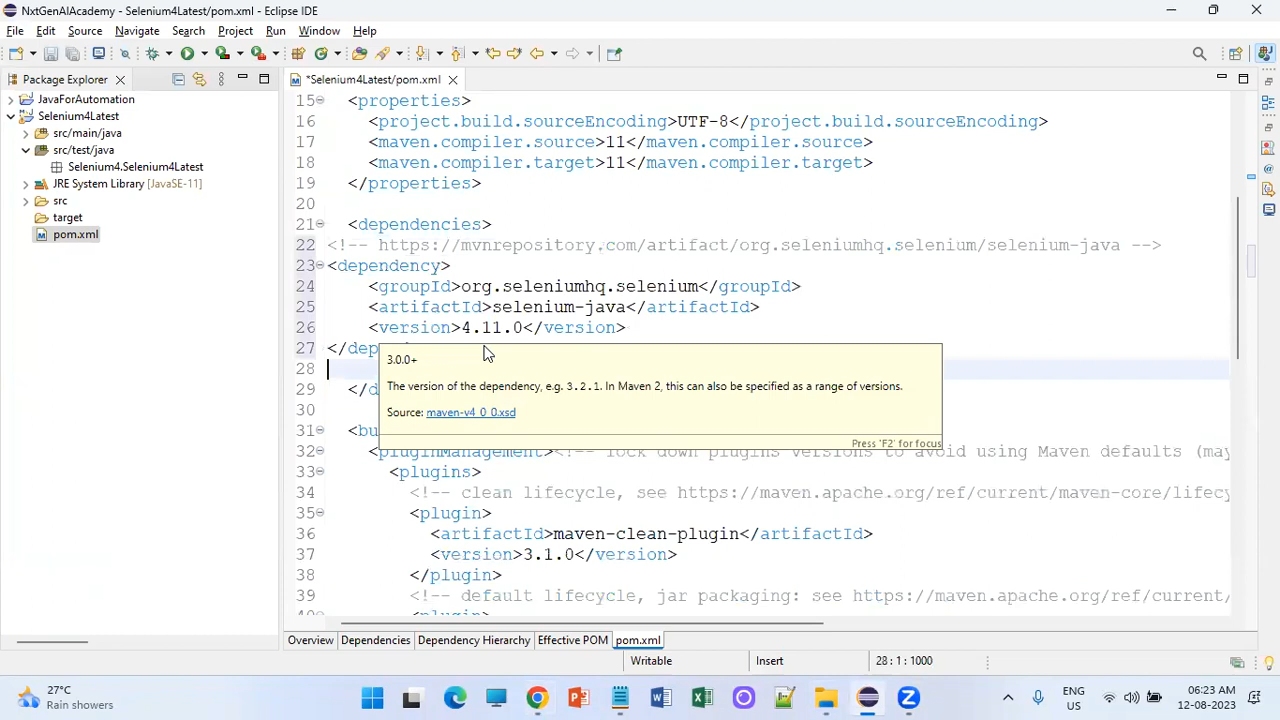 NxtGenAIAcademy - Selenium4Latest/pom.xml - Eclipse IDE
File Edit Source Navigate Search Project Run Window Help
Package Explorer
*Selenium4Latest/pom.xml
JavaForAutomation
Selenium4Latest
src/main/java
src/test/java
Selenium4.Selenium4Latest
JRE System Library [JavaSE-11]
src
target
pom.xml
15 <properties>
16 <project.build.sourceEncoding>UTF-8</project.build.sourceEncoding>
17 <maven.compiler.source>11</maven.compiler.source>
18 <maven.compiler.target>11</maven.compiler.target>
19 </properties>
20
21 <dependencies>
22 <!-- https://mvnrepository.com/artifact/org.seleniumhq.selenium/selenium-java -->
23 <dependency>
24 <groupId>org.seleniumhq.selenium</groupId>
25 <artifactId>selenium-java</artifactId>
26 <version>4.11.0</version>
27 </dep
28
29 </d
30
31 <bu
3.0.0+
The version of the dependency, e.g. 3.2.1. In Maven 2, this can also be specified as a range of versions.
Source: maven-v4_0_0.xsd
Press 'F2' for focus
32 <pluginManagement><!-- lock down plugins versions to avoid using Maven defaults (may
33 <plugins>
34 <!-- clean lifecycle, see https://maven.apache.org/ref/current/maven-core/lifecy
35 <plugin>
36 <artifactId>maven-clean-plugin</artifactId>
37 <version>3.1.0</version>
38 </plugin>
39 <!-- default lifecycle, jar packaging: see https://maven.apache.org/ref/current/
40 <plugin>
Overview Dependencies Dependency Hierarchy Effective POM pom.xml
Writable Insert 28 : 1 : 1000
27°C
Rain showers
ENG
US
06:23 AM
12-08-2023